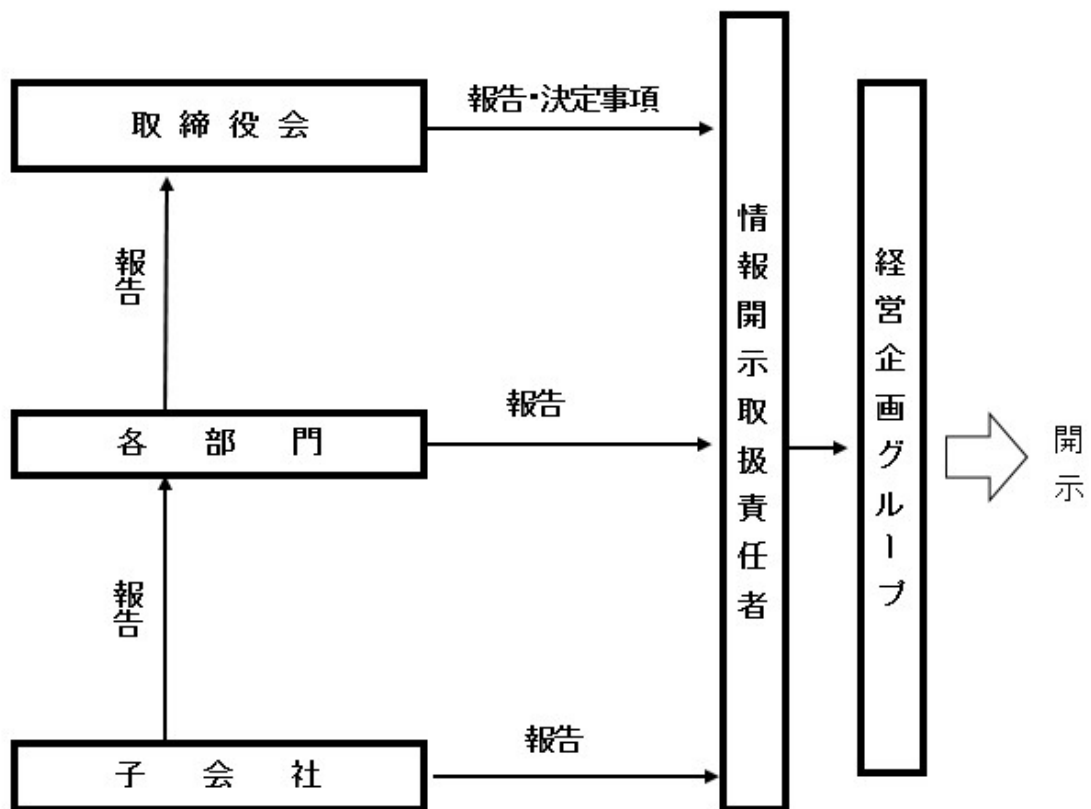 取締役会
報告・決定事項
報告
各部門
報告
報告
子会社
報告
情報開示取扱責任者
経営企画グループ
開示